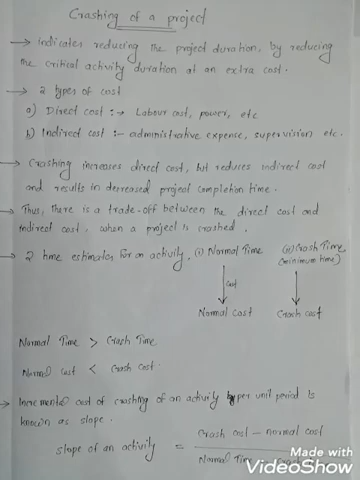 Crashing of a project
→ indicates reducing the project duration, by reducing
the critical activity duration at an extra cost.
→ 2 types of cost
a) Direct cost :→ Labour cost, power, etc
b) Indirect cost :- administrative expence, supervision etc.
→ Crashing increases direct cost, but reduces indirect cost
and results in decreased project completion time.
→ Thus, there is a trade-off between the direct cost and
indirect cost, when a project is crashed.
→ 2 time estimates for an activity. (i) Normal Time (ii) Crash Time
(minimum time)
cost
Normal Cost Crash Cost
Normal Time > Crash Time
Normal Cost < Crash Cost.
→ Incremental cost of crashing of an activity per unit period is
known as slope.
slope of an activity = Crash cost - normal cost
Normal Time
Made with
VideoShow